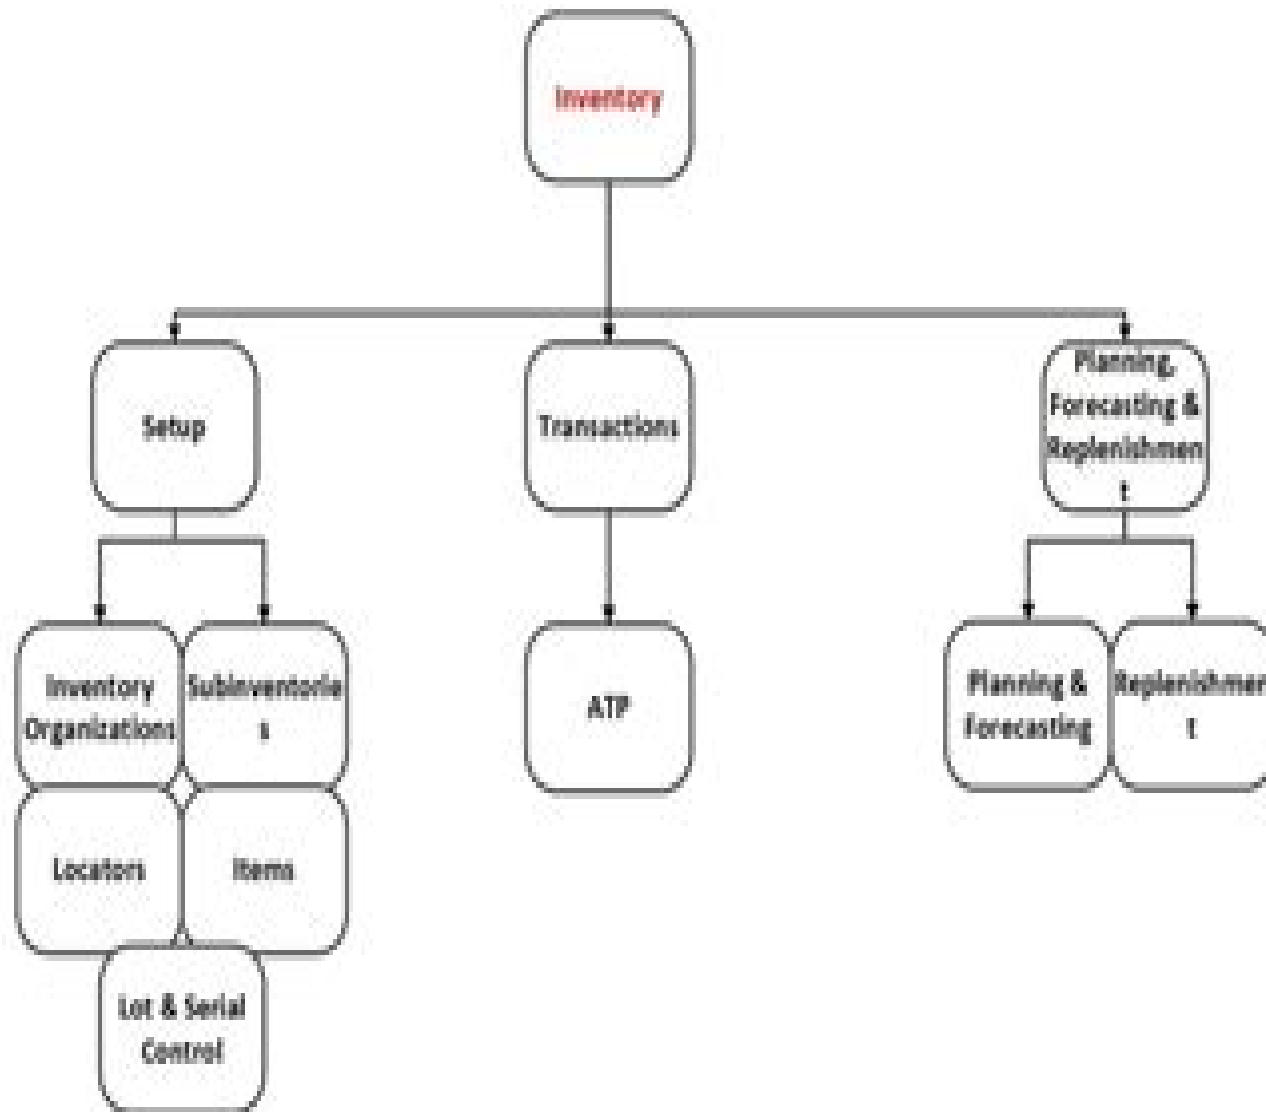 Inventory
Setup
Transactions
Planning,
Forecasting &
Replenishmen
t
Inventory
Organizations
Subinventorie
s
ATP
Planning &
Forecasting
Replenishmen
t
Locators
Items
Lot & Serial
Control